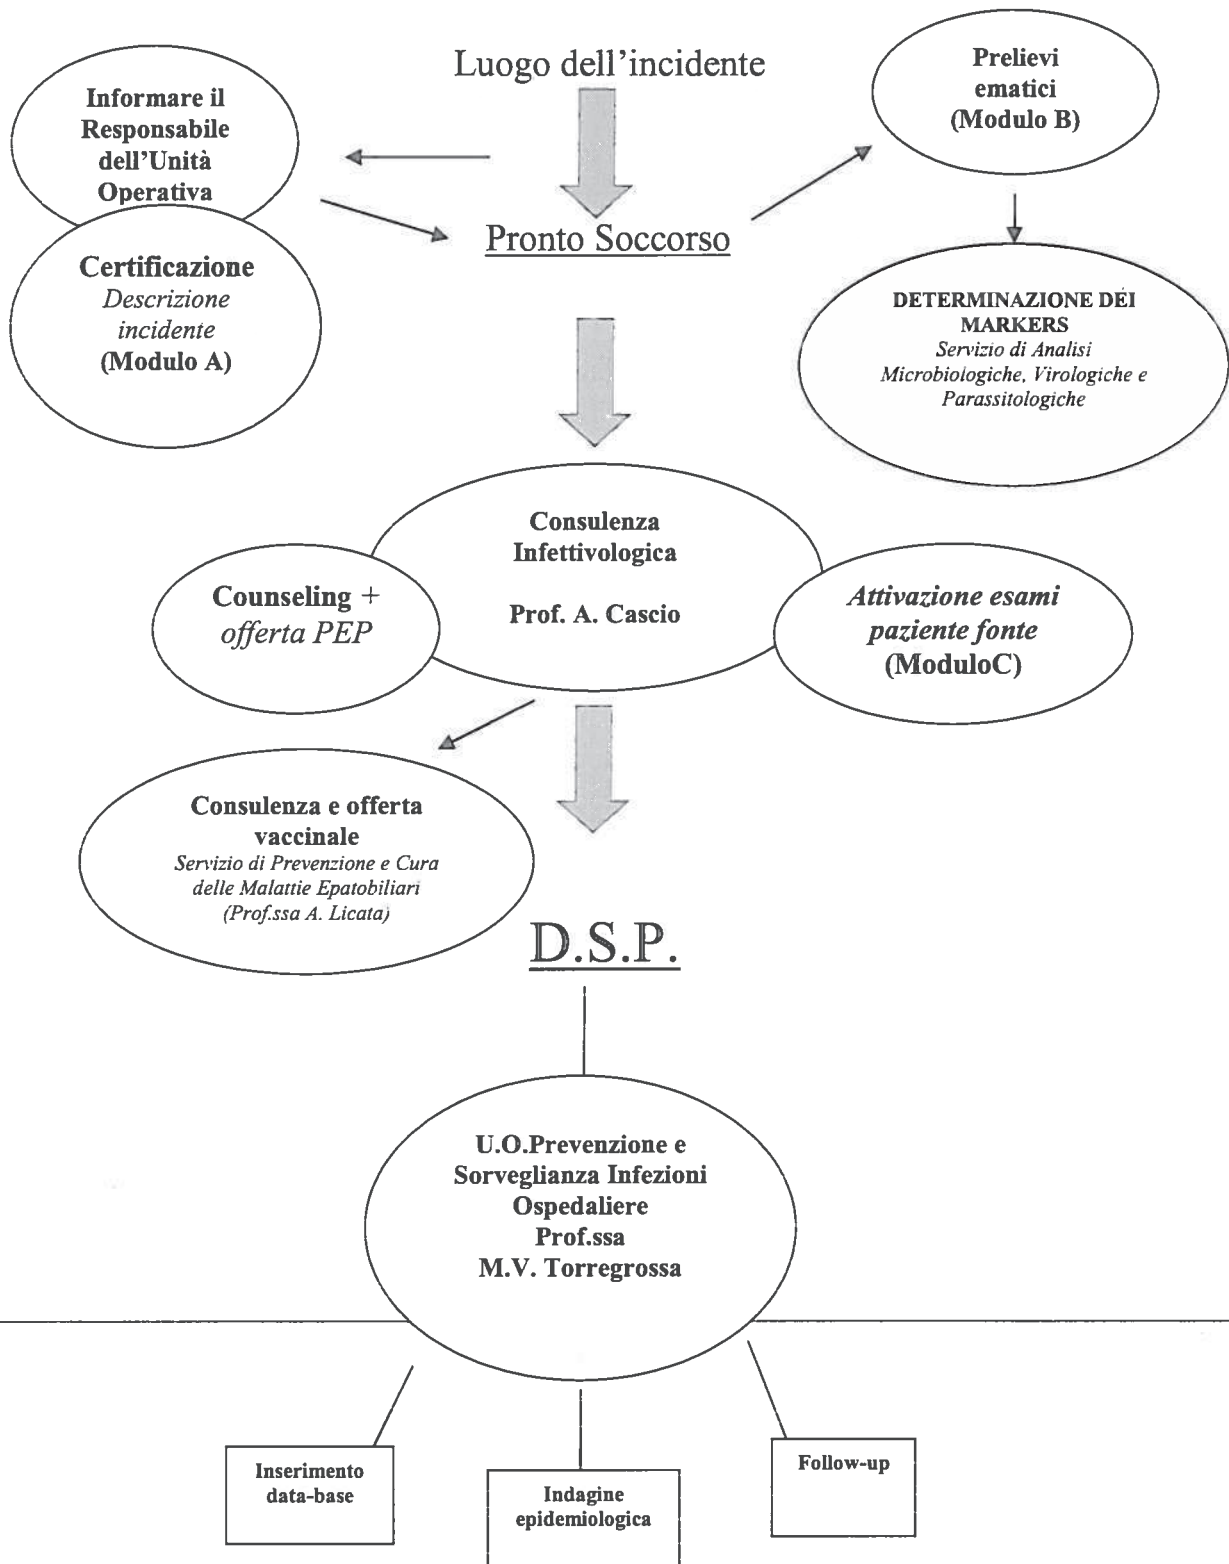 Luogo dell'incidente
Informare il
Responsabile
dell'Unità
Operativa
Certificazione
Descrizione
incidente
(Modulo A)
Prelievi
ematici
(Modulo B)
Pronto Soccorso
DETERMINAZIONE DEI
MARKERS
Servizio di Analisi
Microbiologiche, Virologiche e
Parassitologiche
Consulenza
Infettivologica
Prof. A. Cascio
Counseling +
offerta PEP
Attivazione esami
paziente fonte
(ModuloC)
Consulenza e offerta
vaccinale
Servizio di Prevenzione e Cura
delle Malattie Epatobiliari
(Prof.ssa A. Licata)
D.S.P.
U.O.Prevenzione e
Sorveglianza Infezioni
Ospedaliere
Prof.ssa
M.V. Torregrossa
Inserimento
data-base
Indagine
epidemiologica
Follow-up